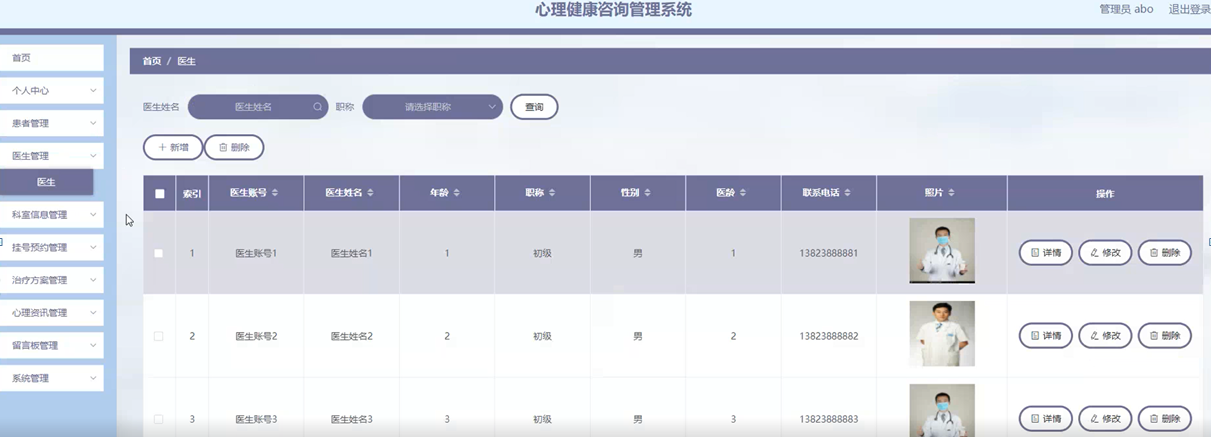 心理健康咨询管理系统
管理员 abo 退出登录
首页
个人中心
患者管理
医生管理
医生
科室信息管理
挂号预约管理
治疗方案管理
心理资讯管理
留言板管理
系统管理
首页 / 医生
医生姓名 医生姓名 职称 请选择职称 查询
新增 删除
索引 医生账号 医生姓名 年龄 职称 性别 医龄 联系电话 照片 操作
1 医生账号1 医生姓名1 1 初级 男 1 13823888881 详情 修改 删除
2 医生账号2 医生姓名2 2 初级 男 2 13823888882 详情 修改 删除
3 医生账号3 医生姓名3 3 初级 男 3 13823888883 详情 修改 删除